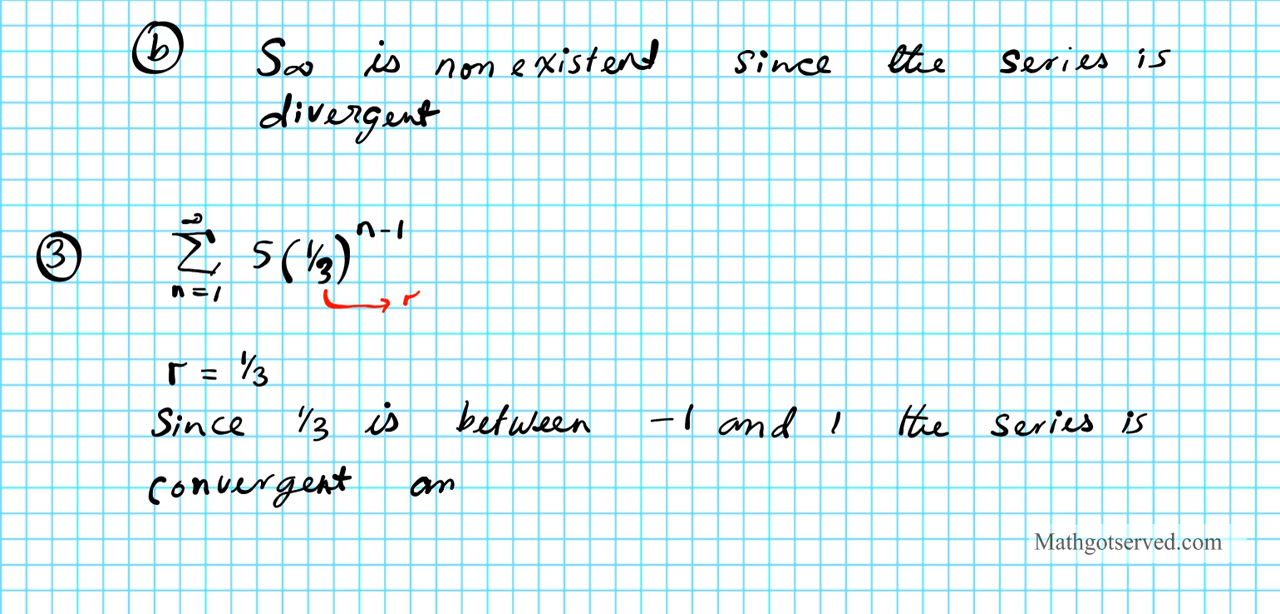 (b) S∞ is nonexistend since the series is
divergent
(3) ∞ Σ n=1 5(1/3)^n-1
r
r = 1/3
Since 1/3 is between -1 and 1 the series is
convergent an
Mathgotserved.com